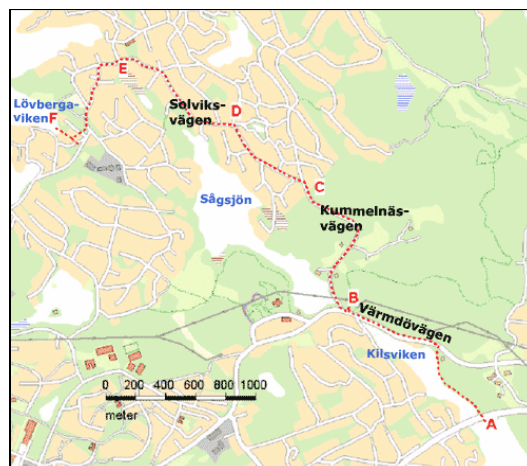 E
Lövberga-
viken
F
Solviks-
vägen
D
Sågsjön
C
Kummelnäs-
vägen
B
Värmdövägen
Kilsviken
A
0 200 400 600 800 1000
meter